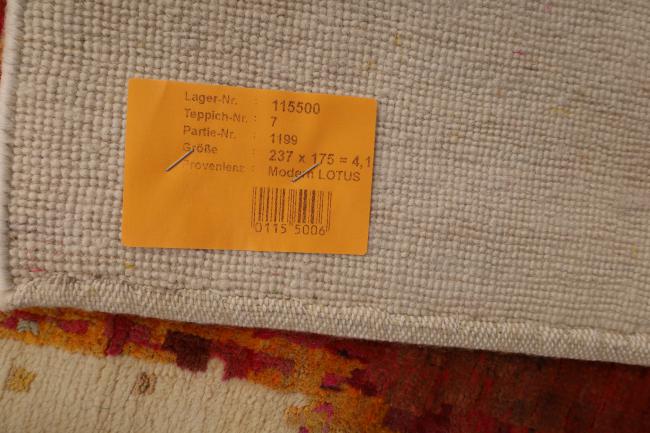 Lager-Nr. : 115500
Teppich-Nr. : 7
Partie-Nr. : 1199
Größe : 237 x 175 = 4,1
Provenienz : Modern LOTUS
0115 5006